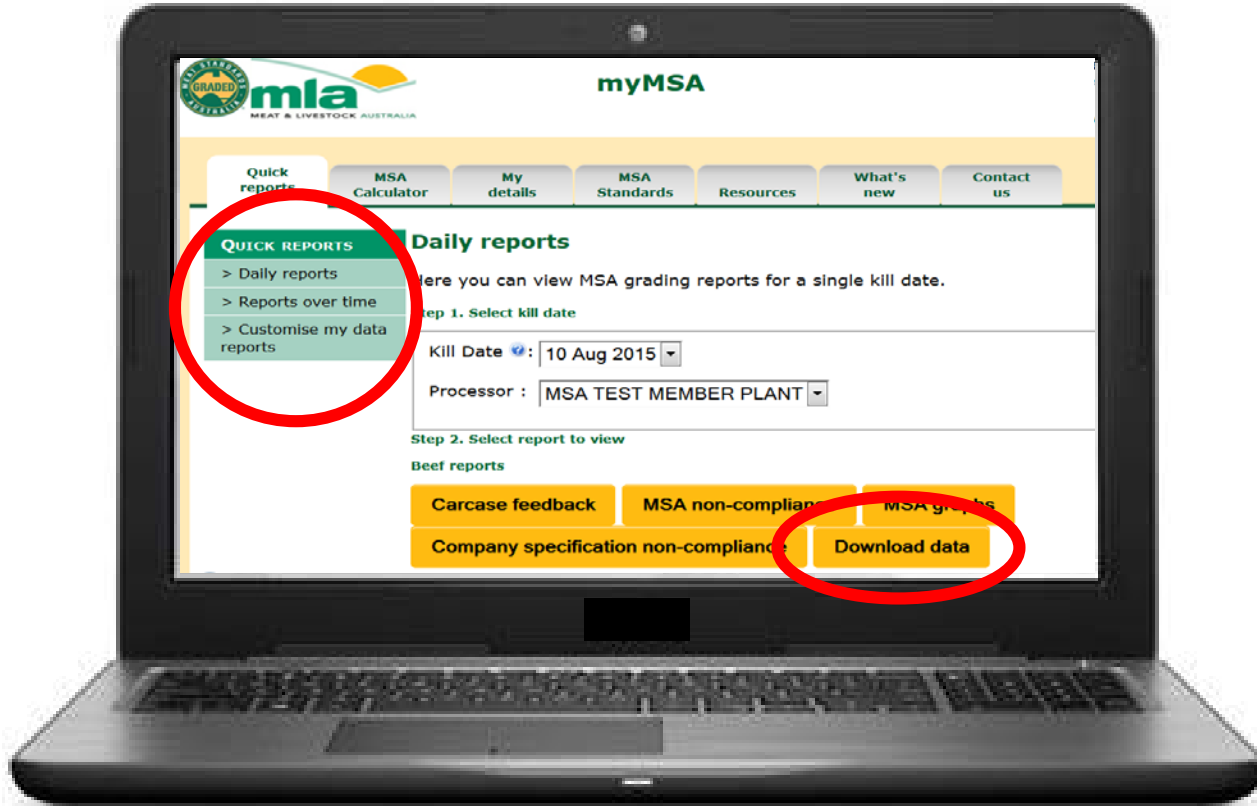 MEAT STANDARDS
GRADED
AUSTRALIA
mla
MEAT & LIVESTOCK AUSTRALIA
myMSA
Quick
reports
MSA
Calculator
My
details
MSA
Standards
Resources
What's
new
Contact
us
QUICK REPORTS
> Daily reports
> Reports over time
> Customise my data
reports
Daily reports
Here you can view MSA grading reports for a single kill date.
Step 1. Select kill date
Kill Date ?: 10 Aug 2015
Processor : MSA TEST MEMBER PLANT
Step 2. Select report to view
Beef reports
Carcase feedback
MSA non-compliance
MSA graphs
Company specification non-compliance
Download data